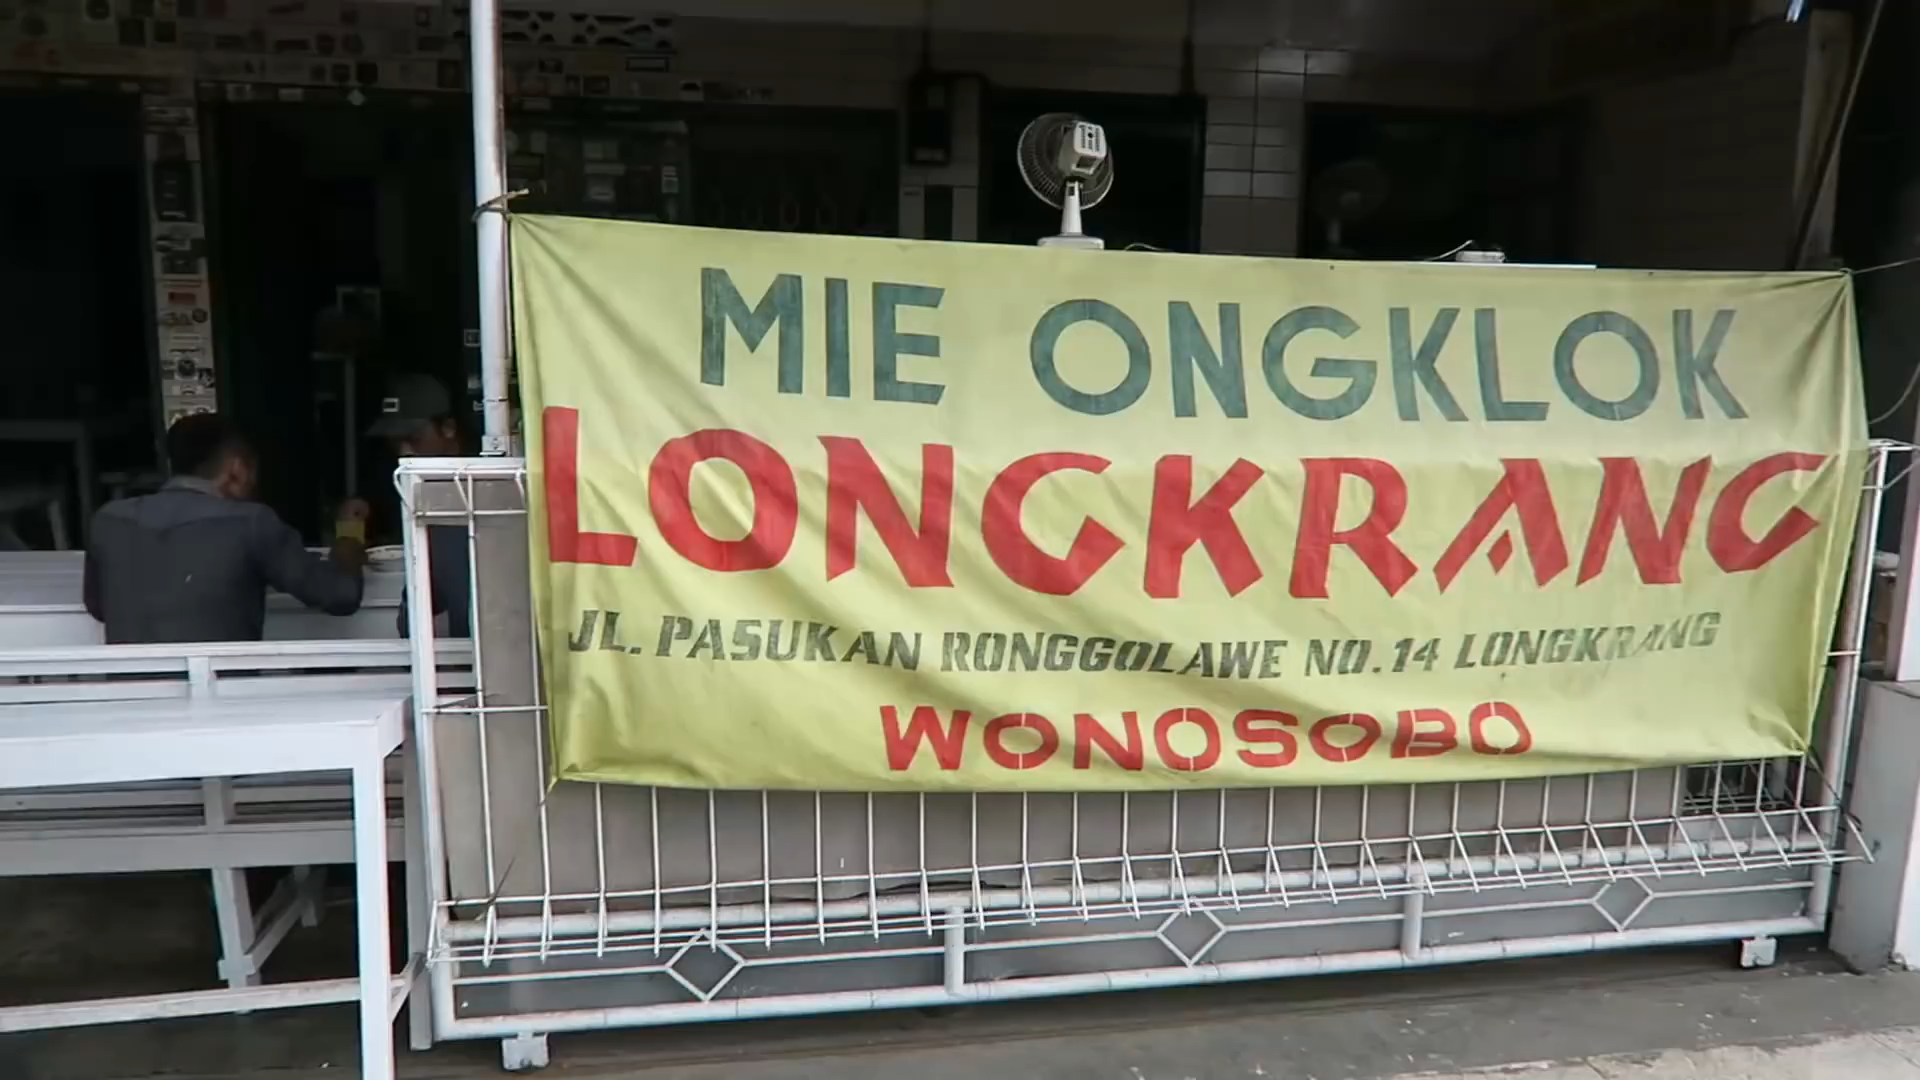 MIE ONGKLOK
LONGKRANG
JL. PASUKAN RONGGOLAWE NO.14 LONGKRANG
WONOSOBO